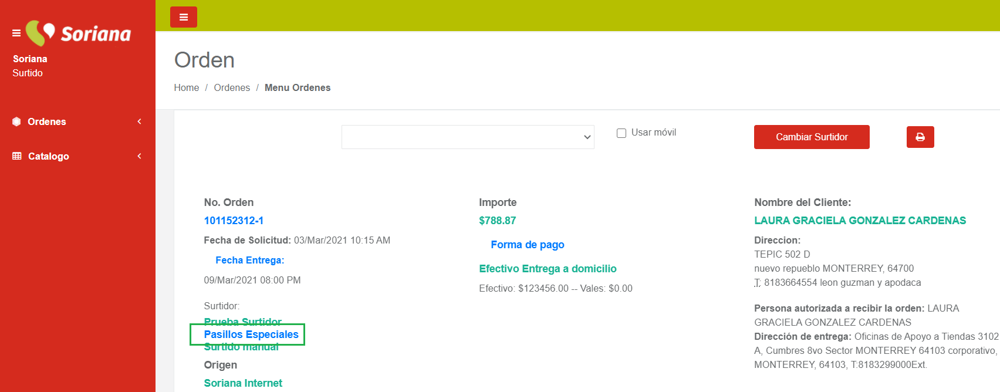 Soriana
Soriana
Surtido
Ordenes
Catalogo
Orden
Home / Ordenes / Menu Ordenes
Usar móvil
Cambiar Surtidor
No. Orden
101152312-1
Fecha de Solicitud: 03/Mar/2021 10:15 AM
Fecha Entrega:
09/Mar/2021 08:00 PM
Surtidor:
Prueba Surtidor
Pasillos Especiales
Surtido manual
Origen
Soriana Internet
Importe
$788.87
Forma de pago
Efectivo Entrega a domicilio
Efectivo: $123456.00 -- Vales: $0.00
Nombre del Cliente:
LAURA GRACIELA GONZALEZ CARDENAS
Direccion:
TEPIC 502 D
nuevo repueblo MONTERREY, 64700
T: 8183664554 leon guzman y apodaca
Persona autorizada a recibir la orden: LAURA
GRACIELA GONZALEZ CARDENAS
Dirección de entrega: Oficinas de Apoyo a Tiendas 3102
A, Cumbres 8vo Sector MONTERREY 64103 corporativo,
MONTERREY, 64103, T:8183299000Ext.